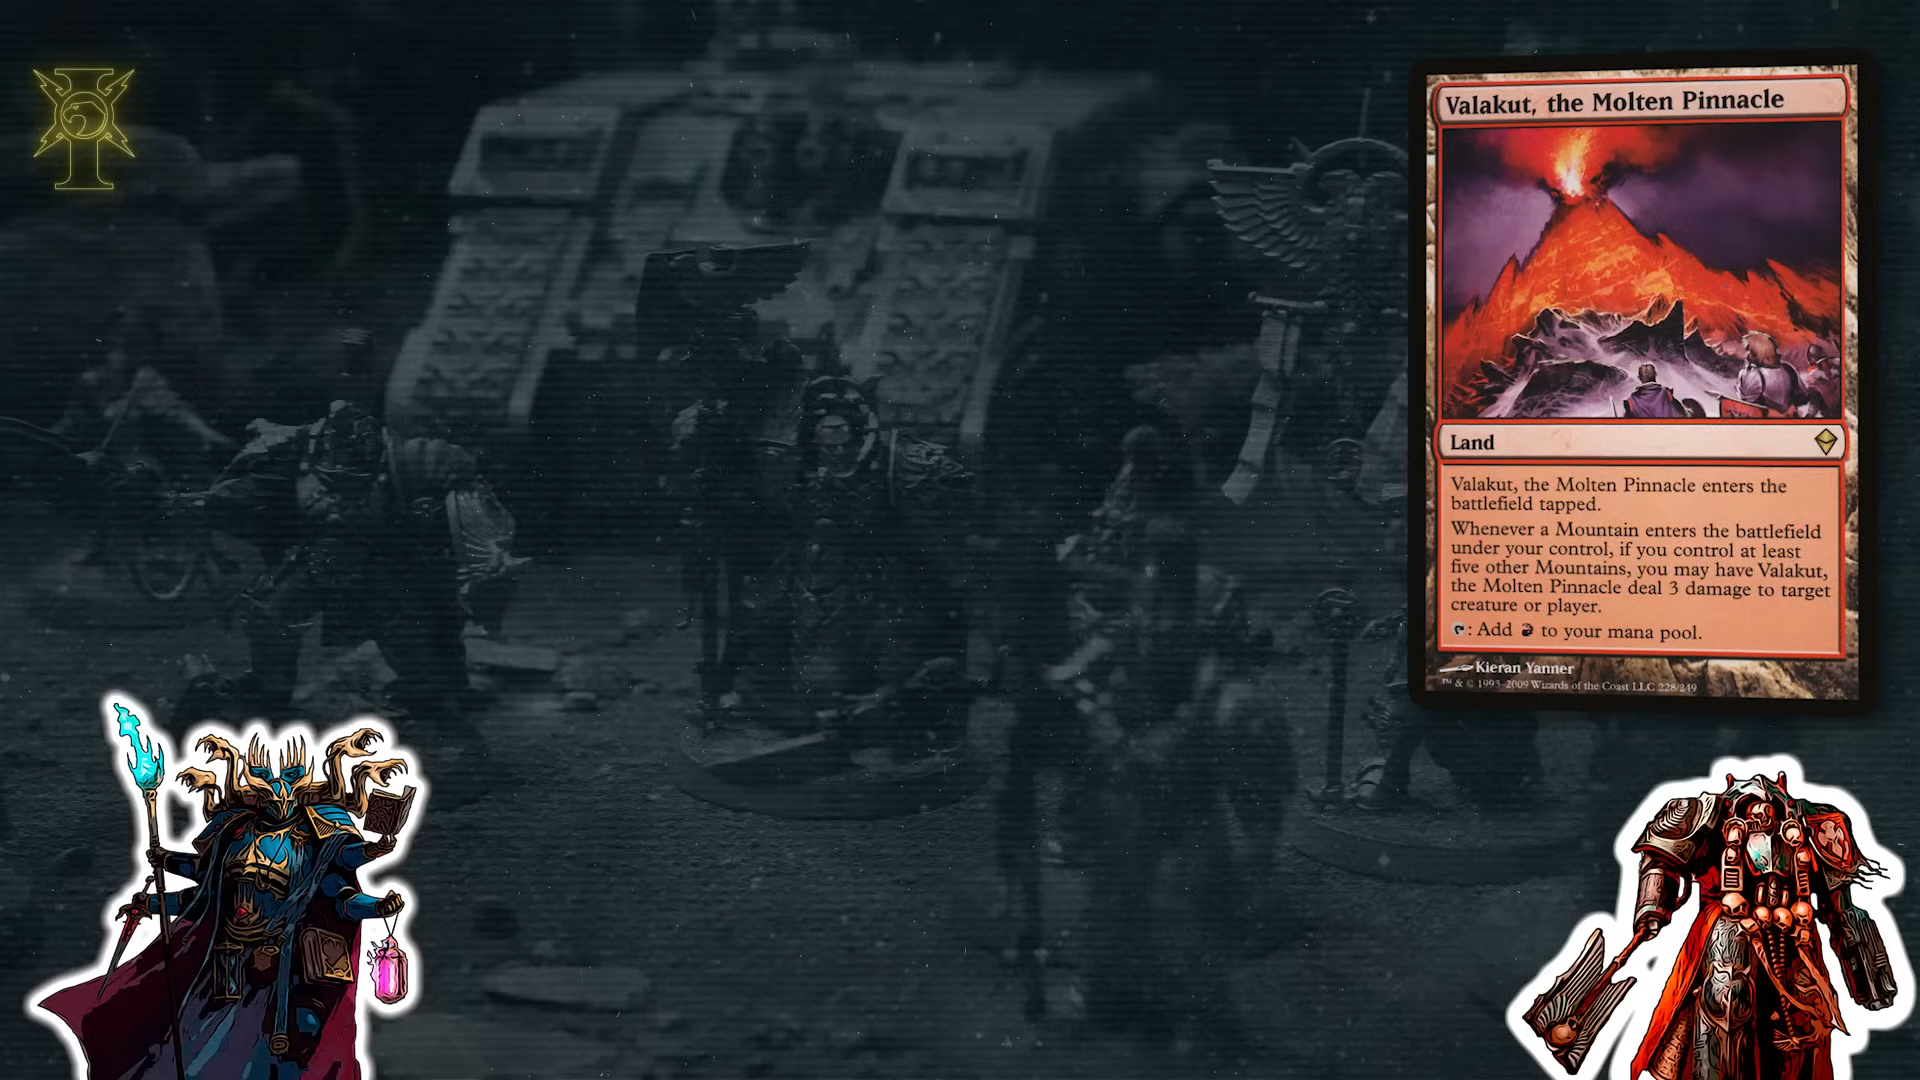 Valakut, the Molten Pinnacle
Land
Valakut, the Molten Pinnacle enters the
battlefield tapped.
Whenever a Mountain enters the battlefield
under your control, if you control at least
five other Mountains, you may have Valakut,
the Molten Pinnacle deal 3 damage to target
creature or player.
: Add to your mana pool.
Kieran Yanner
™ & © 1993-2009 Wizards of the Coast LLC 228/249